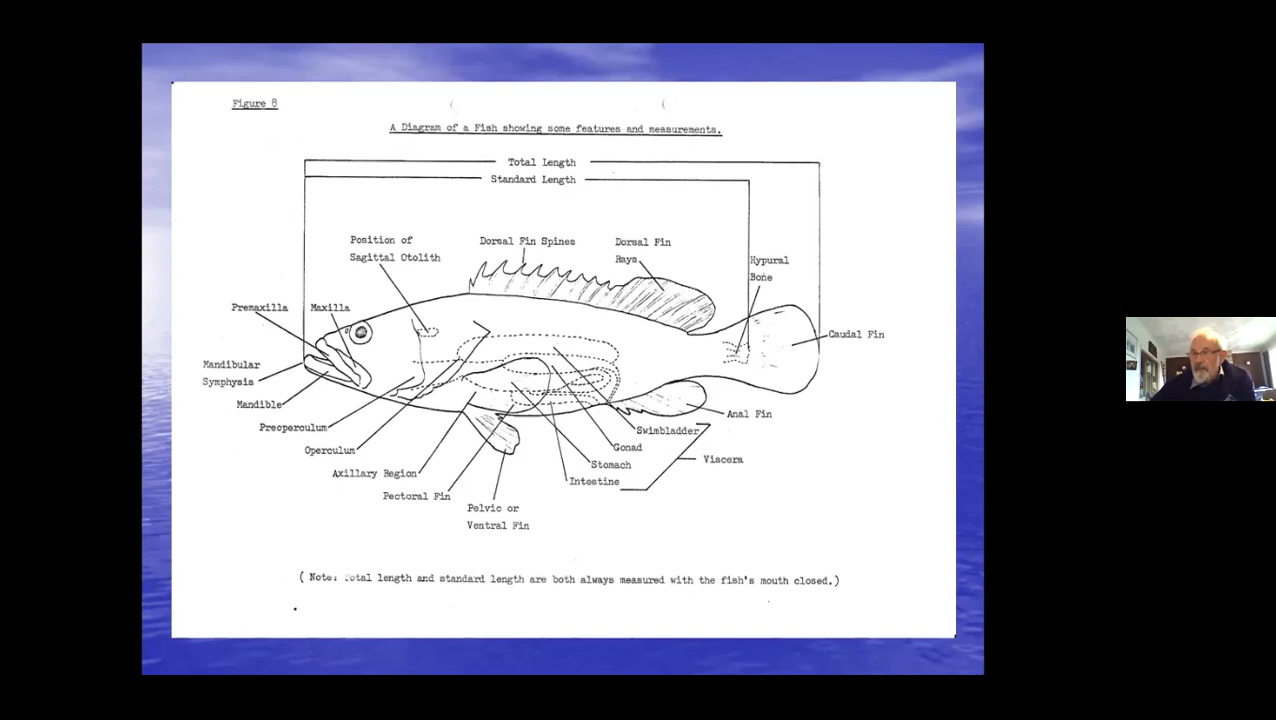 Figure 8
A Diagram of a Fish showing some features and measurements.
Total Length
Standard Length
Position of
Sagittal Otolith
Dorsal Fin Spines
Dorsal Fin
Rays
Hypural
Bone
Premaxilla
Maxilla
Caudal Fin
Mandibular
Symphysis
Mandible
Anal Fin
Preoperculum
Swimbladder
Operculum
Gonad
Viscera
Stomach
Axillary Region
Intestine
Pectoral Fin
Pelvic or
Ventral Fin
( Note: Total length and standard length are both always measured with the fish's mouth closed.)